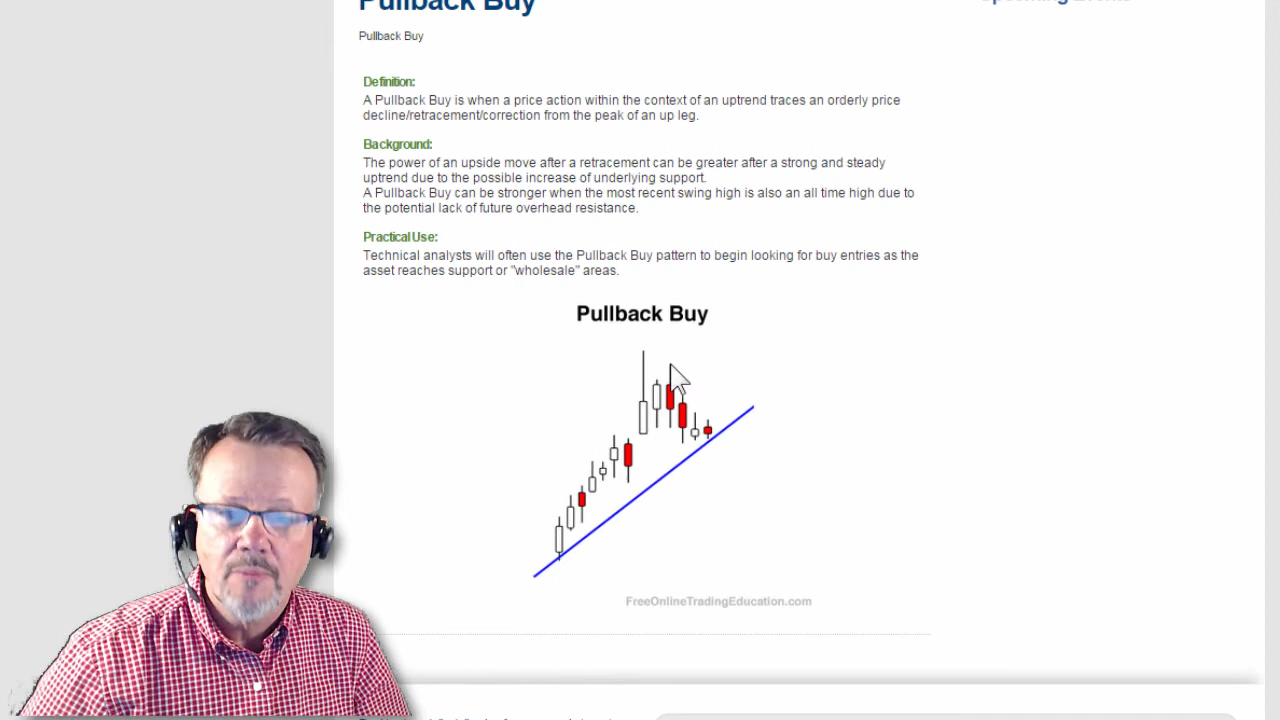 Pullback Buy
Upcoming Events
Pullback Buy
Definition:
A Pullback Buy is when a price action within the context of an uptrend traces an orderly price
decline/retracement/correction from the peak of an up leg.
Background:
The power of an upside move after a retracement can be greater after a strong and steady
uptrend due to the possible increase of underlying support.
A Pullback Buy can be stronger when the most recent swing high is also an all time high due to
the potential lack of future overhead resistance.
Practical Use:
Technical analysts will often use the Pullback Buy pattern to begin looking for buy entries as the
asset reaches support or "wholesale" areas.
Pullback Buy
FreeOnlineTradingEducation.com